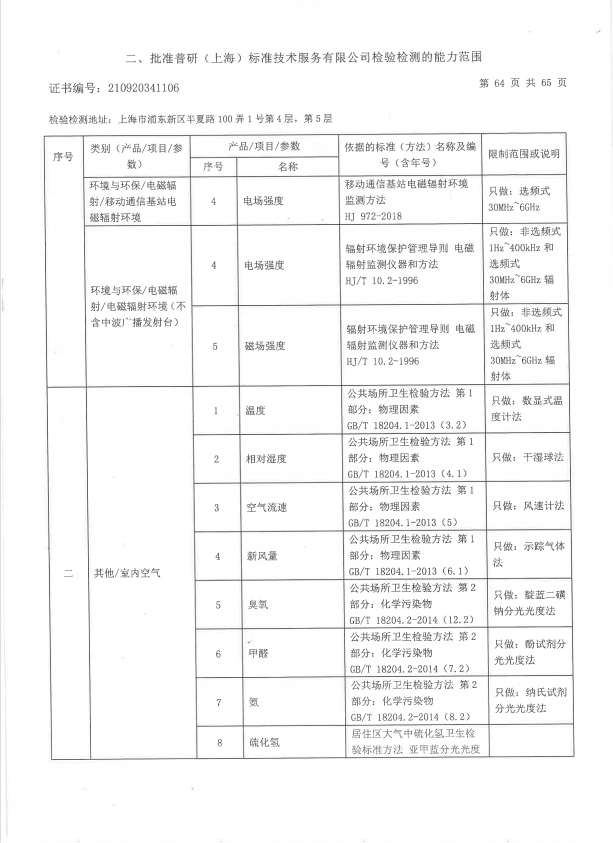 二、批准普研（上海）标准技术服务有限公司检验检测的能力范围
证书编号：210920341106
第 64 页 共 65 页
检验检测地址：上海市浦东新区半夏路 100 弄 1 号第 4 层，第 5 层
序号
类别（产品/项目/参
数）
产品/项目/参数
序号
名称
依据的标准（方法）名称及编
号（含年号）
限制范围或说明
环境与环保/电磁辐
射/移动通信基站电
磁辐射环境
4
电场强度
移动通信基站电磁辐射环境
监测方法
HJ 972-2018
只做：选频式
30MHz~6GHz
环境与环保/电磁辐
射/电磁辐射环境（不
含中波广播发射台）
4
电场强度
辐射环境保护管理导则 电磁
辐射监测仪器和方法
HJ/T 10.2-1996
只做：非选频式
1Hz~400kHz 和
选频式
30MHz~6GHz 辐
射体
5
磁场强度
辐射环境保护管理导则 电磁
辐射监测仪器和方法
HJ/T 10.2-1996
只做：非选频式
1Hz~400kHz 和
选频式
30MHz~6GHz 辐
射体
二
其他/室内空气
1
温度
公共场所卫生检验方法 第 1
部分：物理因素
GB/T 18204.1-2013（3.2）
只做：数显式温
度计法
2
相对湿度
公共场所卫生检验方法 第 1
部分：物理因素
GB/T 18204.1-2013（4.1）
只做：干湿球法
3
空气流速
公共场所卫生检验方法 第 1
部分：物理因素
GB/T 18204.1-2013（5）
只做：风速计法
4
新风量
公共场所卫生检验方法 第 1
部分：物理因素
GB/T 18204.1-2013（6.1）
只做：示踪气体
法
5
臭氧
公共场所卫生检验方法 第 2
部分：化学污染物
GB/T 18204.2-2014（12.2）
只做：靛蓝二磺
钠分光光度法
6
甲醛
公共场所卫生检验方法 第 2
部分：化学污染物
GB/T 18204.2-2014（7.2）
只做：酚试剂分
光光度法
7
氨
公共场所卫生检验方法 第 2
部分：化学污染物
GB/T 18204.2-2014（8.2）
只做：纳氏试剂
分光光度法
8
硫化氢
居住区大气中硫化氢卫生检
验标准方法 亚甲蓝分光光度